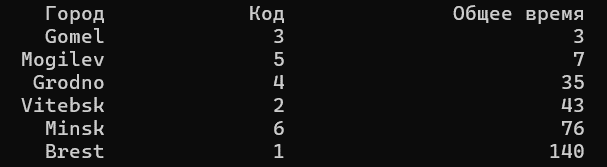 Город Код Общее время
Gomel 3 3
Mogilev 5 7
Grodno 4 35
Vitebsk 2 43
Minsk 6 76
Brest 1 140